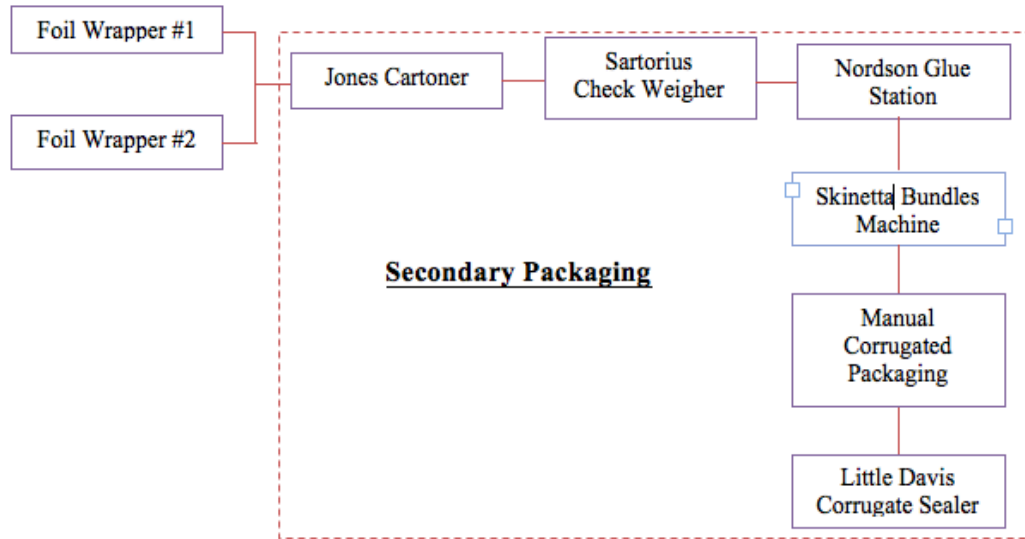 Foil Wrapper #1
Foil Wrapper #2
Jones Cartoner
Sartorius
Check Weigher
Nordson Glue
Station
Skinetta Bundles
Machine
Secondary Packaging
Manual
Corrugated
Packaging
Little Davis
Corrugate Sealer